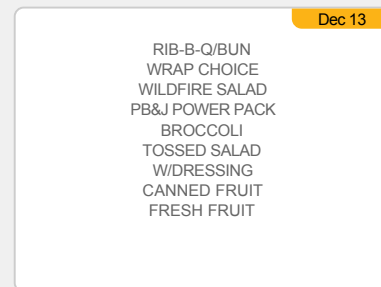 Dec 13
RIB-B-Q/BUN
WRAP CHOICE
WILDFIRE SALAD
PB&J POWER PACK
BROCCOLI
TOSSED SALAD
W/DRESSING
CANNED FRUIT
FRESH FRUIT